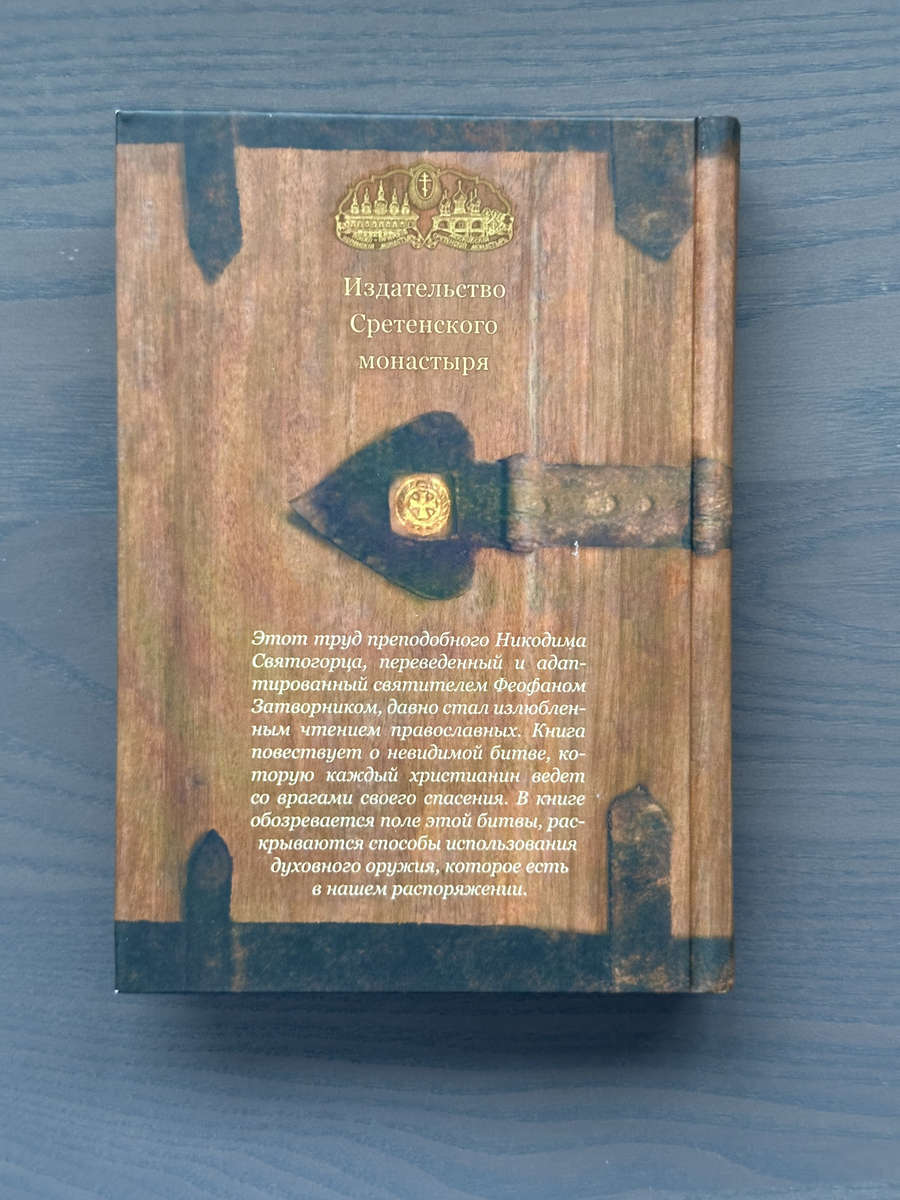 Издательство
Сретенского
монастыря
Этот труд преподобного Никодима
Святогорца, переведенный и адап-
тированный святителем Феофаном
Затворником, давно стал излюблен-
ным чтением православных. Книга
повествует о невидимой битве, ко-
торую каждый христианин ведет
со врагами своего спасения. В книге
обозревается поле этой битвы, рас-
крываются способы использования
духовного оружия, которое есть
в нашем распоряжении.